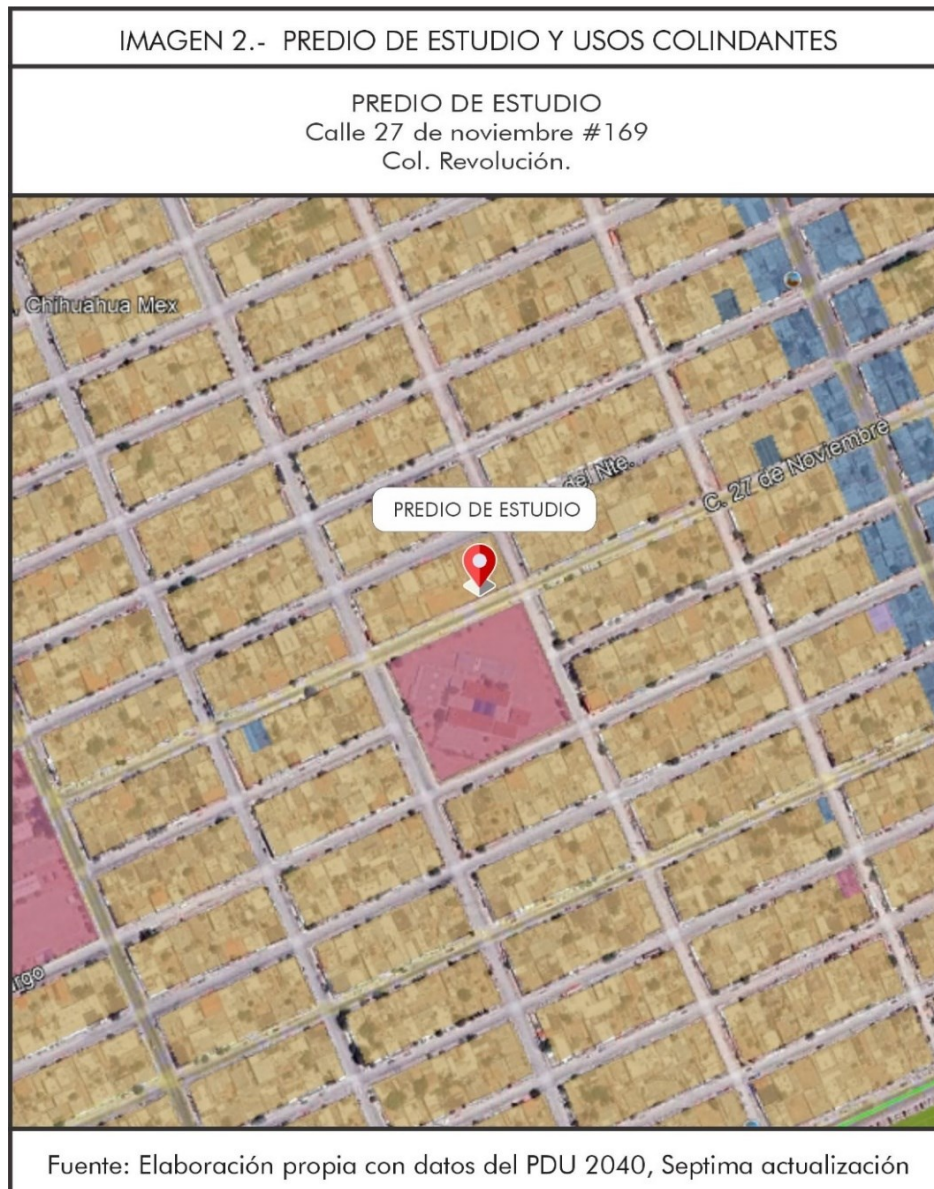 IMAGEN 2.- PREDIO DE ESTUDIO Y USOS COLINDANTES
PREDIO DE ESTUDIO
Calle 27 de noviembre #169
Col. Revolución.
, Chihuahua Mex
del Nte.
C. 27 de Noviembre
PREDIO DE ESTUDIO
rgo
Fuente: Elaboración propia con datos del PDU 2040, Septima actualización